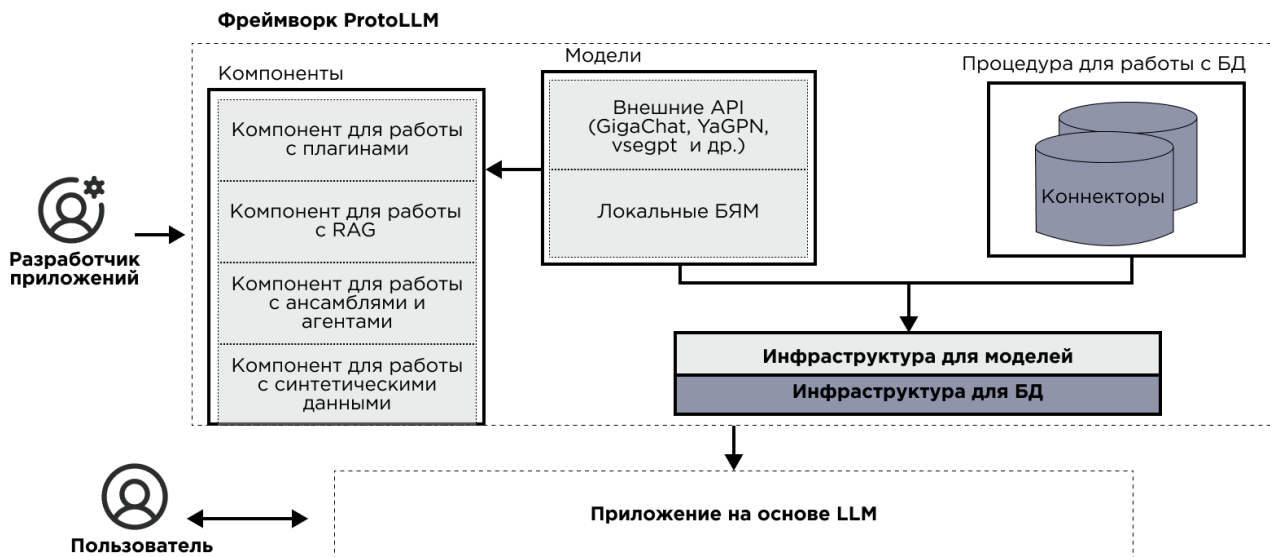 Фреймворк ProtoLLM
Компоненты
Компонент для работы
с плагинами
Компонент для работы
с RAG
Компонент для работы
с ансамблями и
агентами
Компонент для работы
с синтетическими
данными
Модели
Внешние API
(GigaChat, YaGPN,
vsegpt и др.)
Локальные БЯМ
Процедура для работы с БД
Коннекторы
Разработчик
приложений
Инфраструктура для моделей
Инфраструктура для БД
Пользователь
Приложение на основе LLM